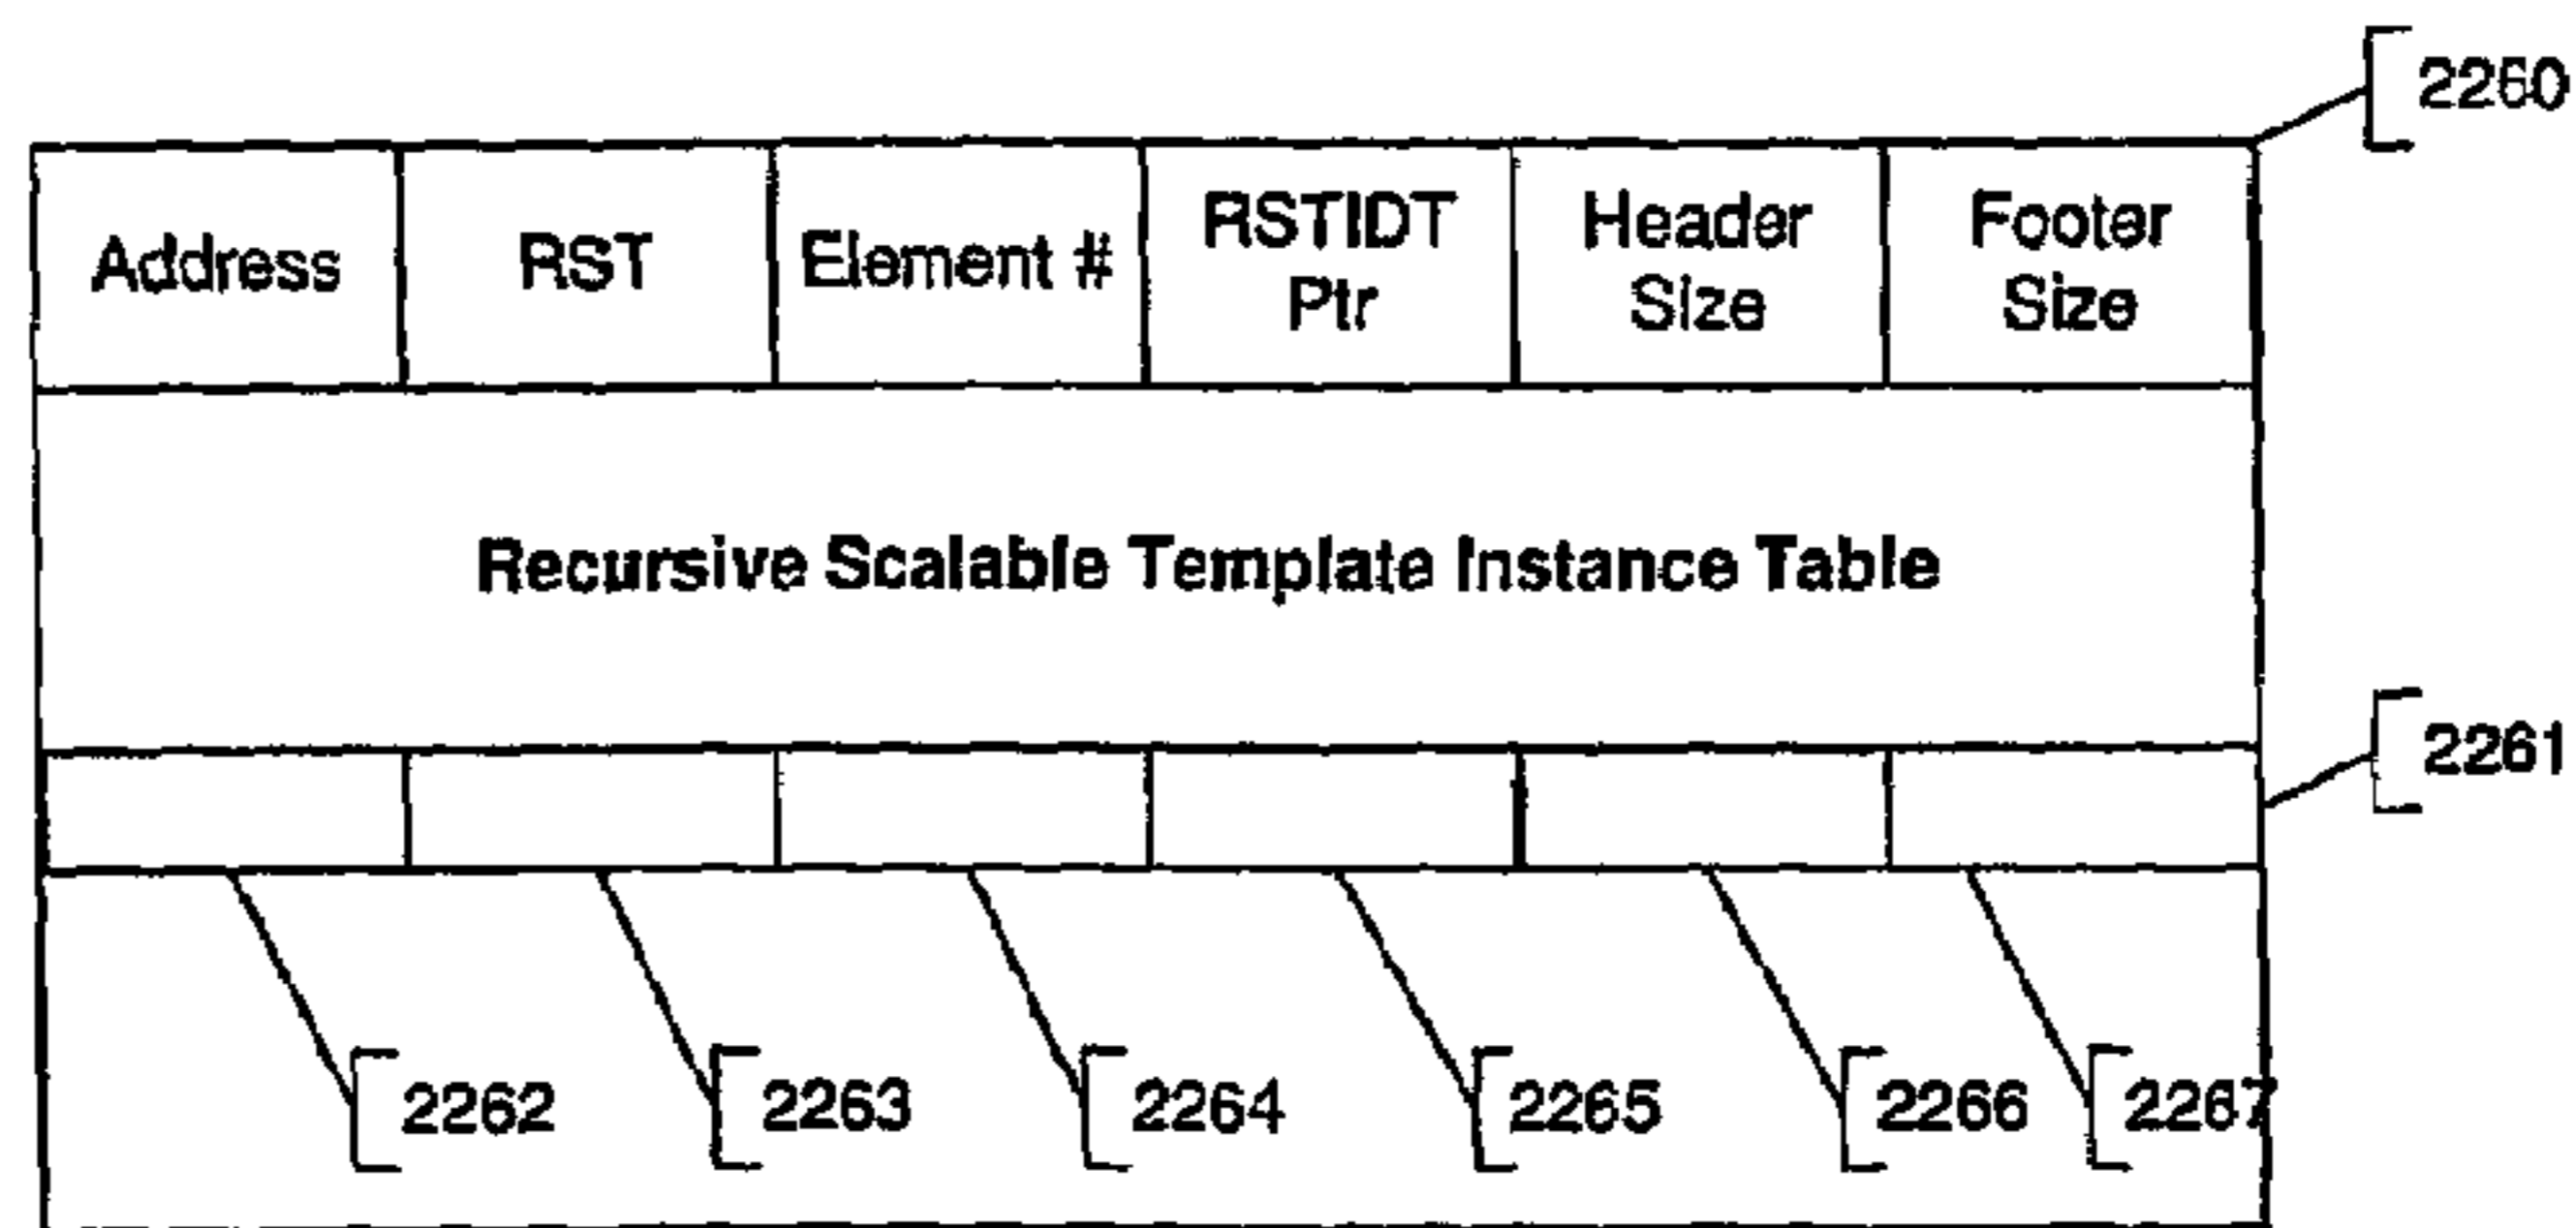 2260
Address RST Element # RSTIDT Ptr Header Size Footer Size
Recursive Scalable Template Instance Table
2261
2262 2263 2264 2265 2266 2267